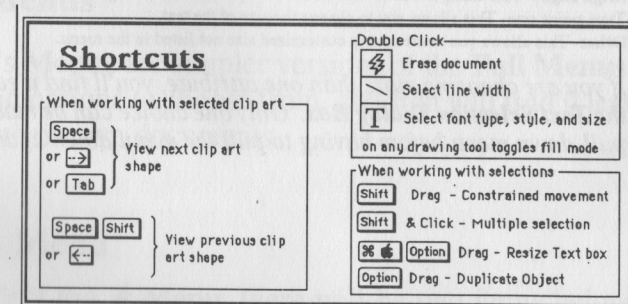 Shortcuts
When working with selected clip art
Space
or
or Tab
View next clip art
shape
Space Shift
or
View previous clip
art shape
Double Click
Erase document
Select line width
T Select font type, style, and size
on any drawing tool toggles fill mode
When working with selections
Shift Drag - Constrained movement
Shift & Click - Multiple selection
⌘ Option Drag - Resize Text box
Option Drag - Duplicate Object